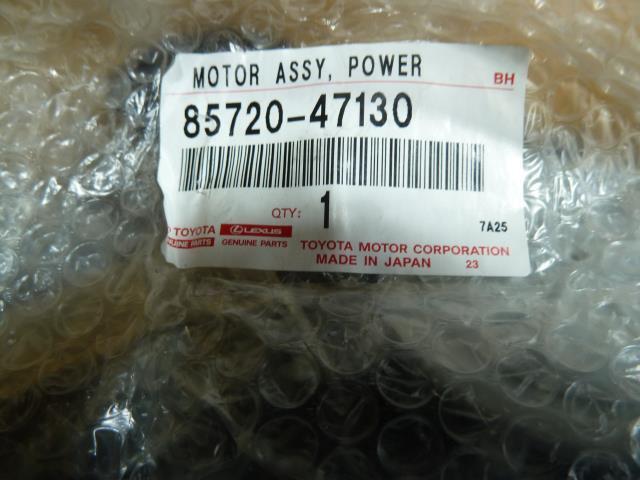 MOTOR ASSY, POWER
BH
85720-47130
QTY: 1
7A25
TOYOTA LEXUS
GENUINE PARTS GENUINE PARTS
TOYOTA MOTOR CORPORATION
MADE IN JAPAN 23